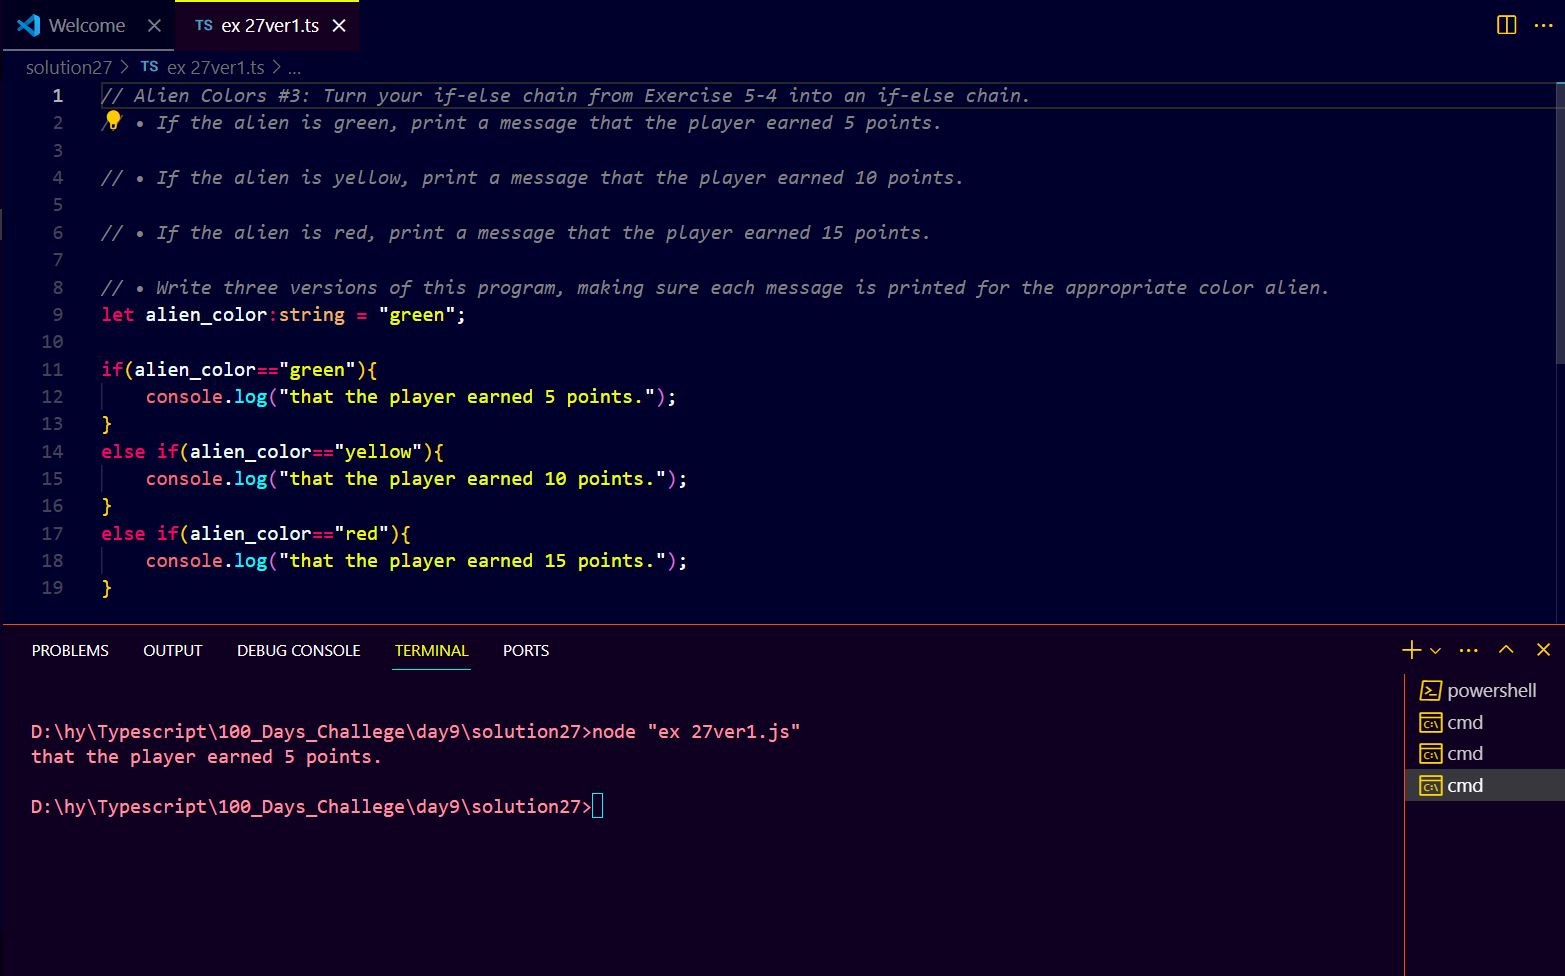 Welcome
TS ex 27ver1.ts
solution27 > TS ex 27ver1.ts > ...
1 // Alien Colors #3: Turn your if-else chain from Exercise 5-4 into an if-else chain.
2 // • If the alien is green, print a message that the player earned 5 points.
3
4 // • If the alien is yellow, print a message that the player earned 10 points.
5
6 // • If the alien is red, print a message that the player earned 15 points.
7
8 // • Write three versions of this program, making sure each message is printed for the appropriate color alien.
9 let alien_color:string = "green";
10
11 if(alien_color=="green"){
12 console.log("that the player earned 5 points.");
13 }
14 else if(alien_color=="yellow"){
15 console.log("that the player earned 10 points.");
16 }
17 else if(alien_color=="red"){
18 console.log("that the player earned 15 points.");
19 }
PROBLEMS OUTPUT DEBUG CONSOLE TERMINAL PORTS
D:\hy\Typescript\100_Days_Challege\day9\solution27>node "ex 27ver1.js"
that the player earned 5 points.
D:\hy\Typescript\100_Days_Challege\day9\solution27>
powershell
cmd
cmd
cmd